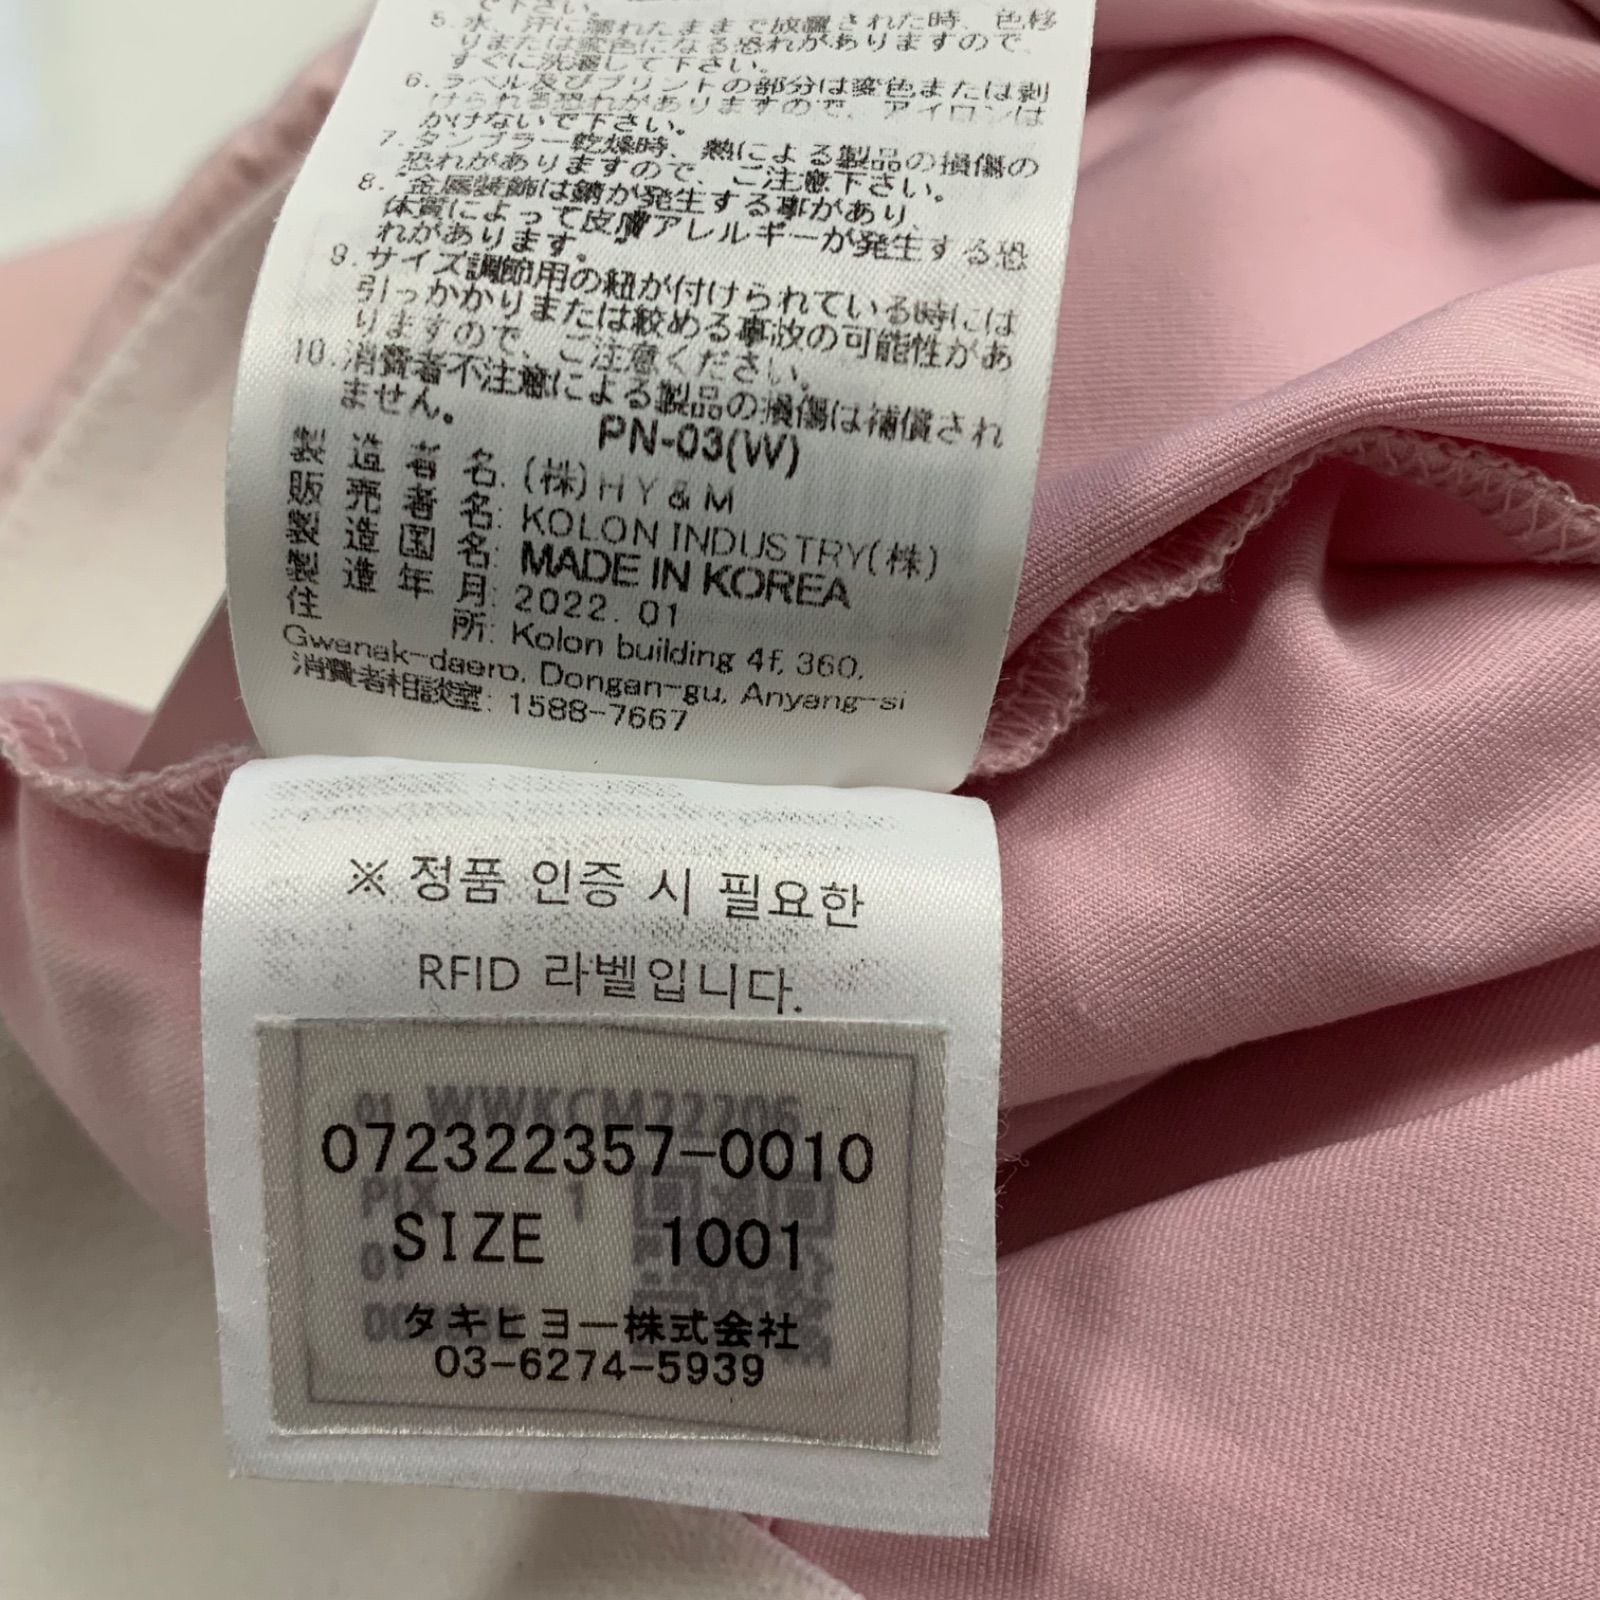 で下さい。
5. 水、汗に濡れたままで放置された時、色移
りまたは変色になる恐れがありますので、
すぐに洗濯して下さい。
6. ラベル及びプリントの部分は変色または剥
けられる恐れがありますので、アイロンは
かけないで下さい。
7. タンブラー乾燥時、熱による製品の損傷の
恐れがありますので、ご注意下さい。
8. 金属装飾は錆が発生する事があり、
体質によって皮膚アレルギーが発生する恐
れがあります。
9. サイズ調節用の紐が付けられている時には
引っかかりまたは絞める事故の可能性があ
りますので、ご注意ください。
10. 消費者不注意による製品の損傷は補償され
ません。
PN-03(W)
製造者名: (株)HY&M
販売者名: KOLON INDUSTRY(株)
製造国名: MADE IN KOREA
製造年月: 2022. 01
住所: Kolon building 4f, 360,
Gwanak-daero, Dongan-gu, Anyang-si
消費者相談室: 1588-7667
※ 정품 인증 시 필요한
RFID 라벨입니다.
01 WWKCM22206
072322357-0010
PIX 1
SIZE 1001
01
タキヒヨー株式会社
03-6274-5939